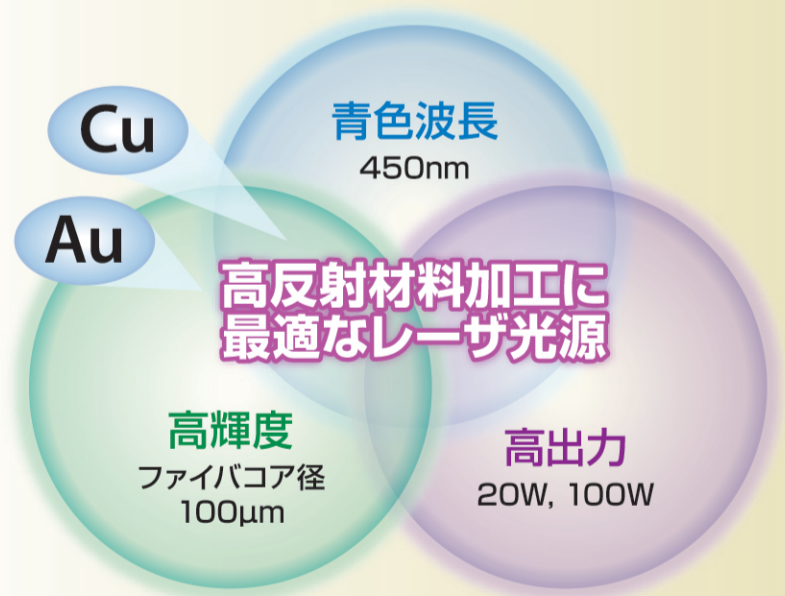 Cu
青色波長
450nm
Au
高反射材料加工に
最適なレーザ光源
高輝度
ファイバコア径
100μm
高出力
20W, 100W